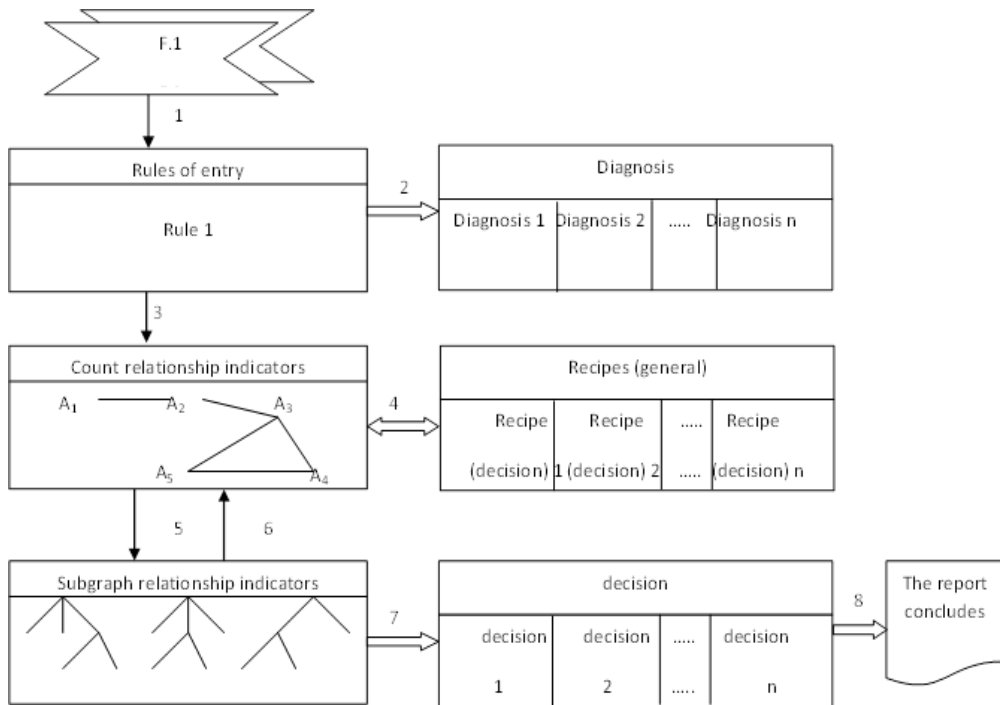 F.1
1
Rules of entry
Rule 1
2
Diagnosis
Diagnosis 1 Diagnosis 2 ..... Diagnosis n
3
Count relationship indicators
A₁ A₂ A₃
A₅ A₄
4
Recipes (general)
Recipe Recipe ..... Recipe
(decision) 1 (decision) 2 ..... (decision) n
5 6
Subgraph relationship indicators
7
decision
decision decision ..... decision
1 2 ..... n
8
The report
concludes